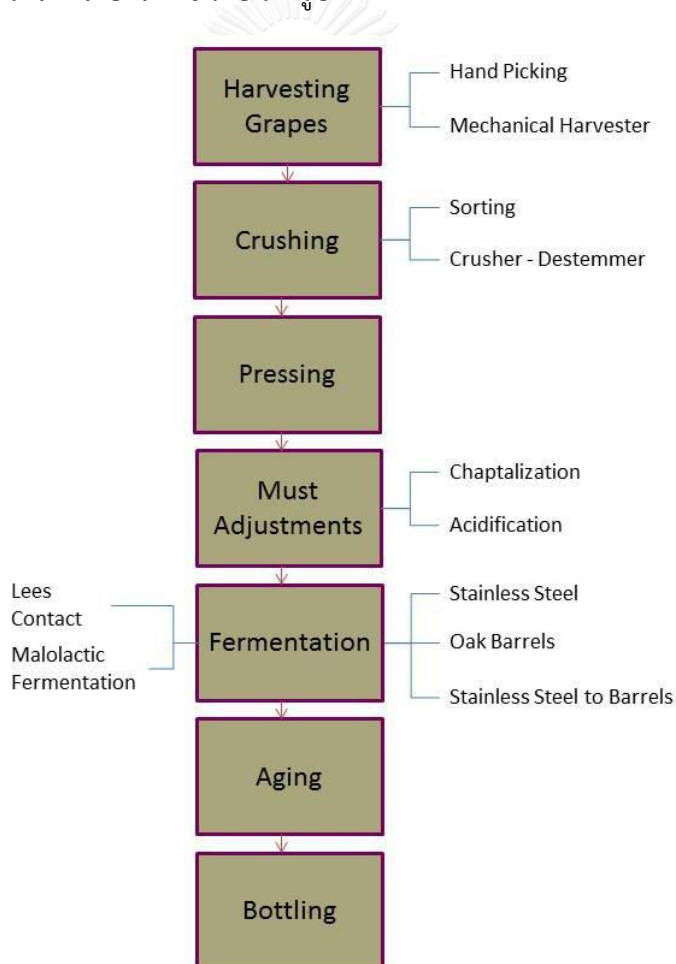 Harvesting
Grapes
Hand Picking
Mechanical Harvester
Crushing
Sorting
Crusher - Destemmer
Pressing
Must
Adjustments
Chaptalization
Acidification
Lees
Contact
Malolactic
Fermentation
Fermentation
Stainless Steel
Oak Barrels
Stainless Steel to Barrels
Aging
Bottling